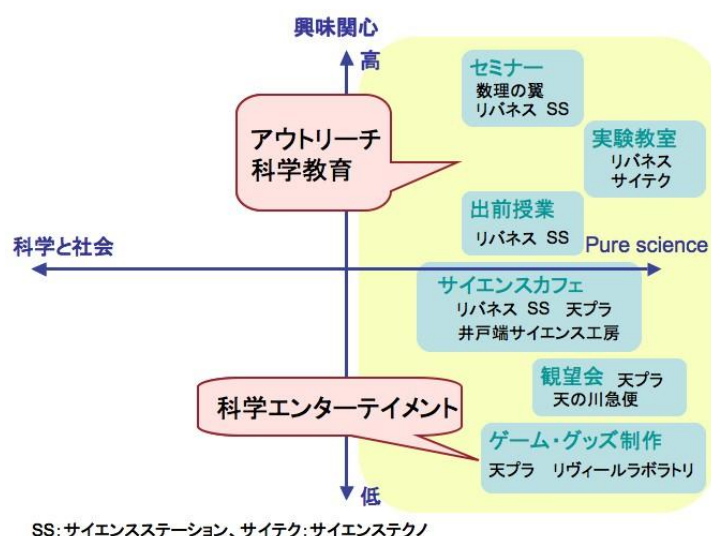 興味関心
高
セミナー
数理の翼
リバネス SS
アウトリーチ
科学教育
実験教室
リバネス
サイテク
出前授業
リバネス SS
科学と社会
Pure science
サイエンスカフェ
リバネス SS 天プラ
井戸端サイエンス工房
観望会 天プラ
天の川急便
科学エンターテイメント
ゲーム・グッズ制作
天プラ リヴィールラボラトリ
低
SS:サイエンスステーション、サイテク:サイエンステクノ